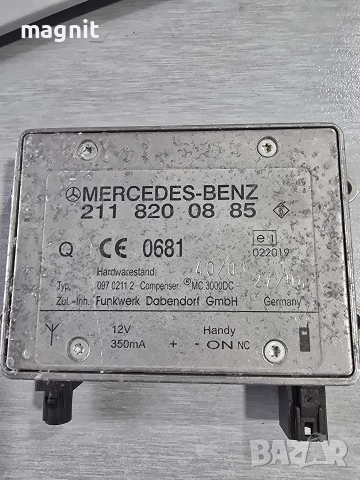 magnit
MERCEDES-BENZ
211 820 08 85
Q CE 0681 e1
022019
Hardwarestand:
Typ. 097 0211 2 - Compenser MC 3000DC
Zul.-Inh.: Funkwerk Dabendorf GmbH Germany
12V Handy
350mA + - ON NC
bazar